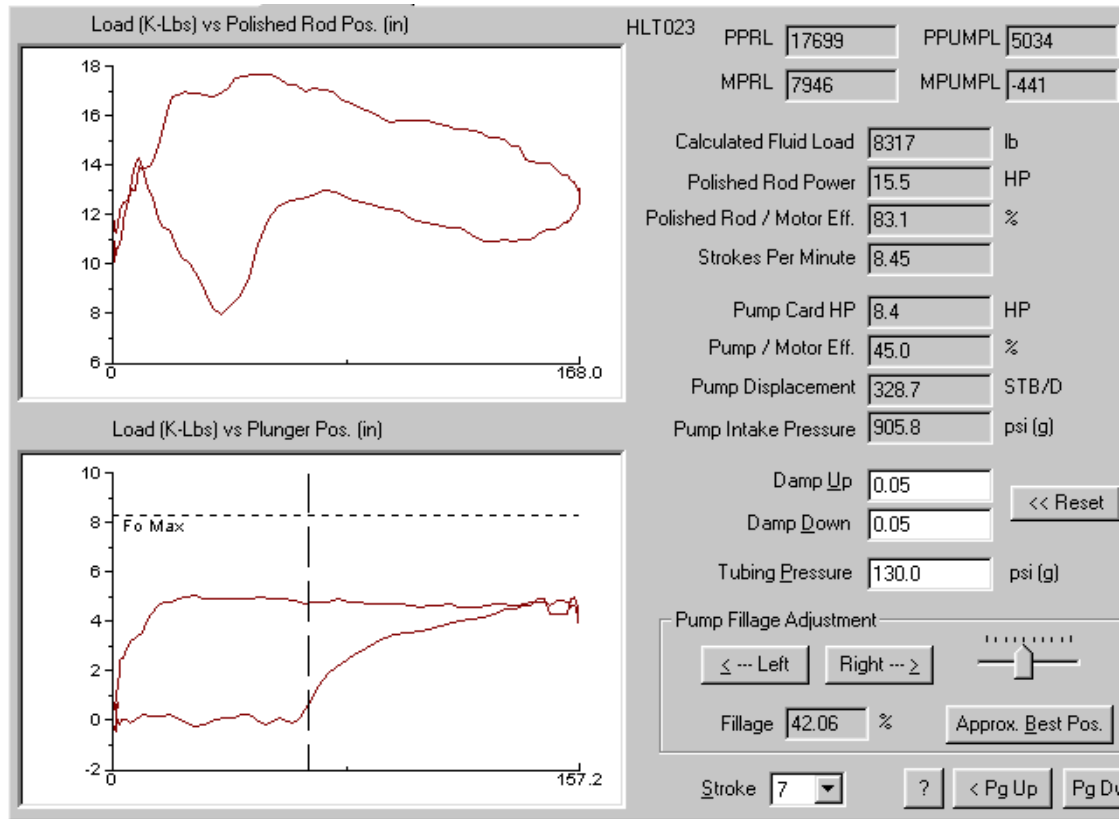 Load (K-Lbs) vs Polished Rod Pos. (in)
18
16
14
12
10
8
6
0
168.0
Load (K-Lbs) vs Plunger Pos. (in)
10
8
Fo Max
6
4
2
0
-2
0
157.2
HLT023
PPRL 17699 PPUMPL 5034
MPRL 7946 MPUMPL -441
Calculated Fluid Load 8317 lb
Polished Rod Power 15.5 HP
Polished Rod / Motor Eff. 83.1 %
Strokes Per Minute 8.45
Pump Card HP 8.4 HP
Pump / Motor Eff. 45.0 %
Pump Displacement 328.7 STB/D
Pump Intake Pressure 905.8 psi (g)
Damp Up 0.05
<< Reset
Damp Down 0.05
Tubing Pressure 130.0 psi (g)
Pump Fillage Adjustment
< --- Left Right --- >
Fillage 42.06 % Approx. Best Pos.
Stroke 7 ? < Pg Up Pg